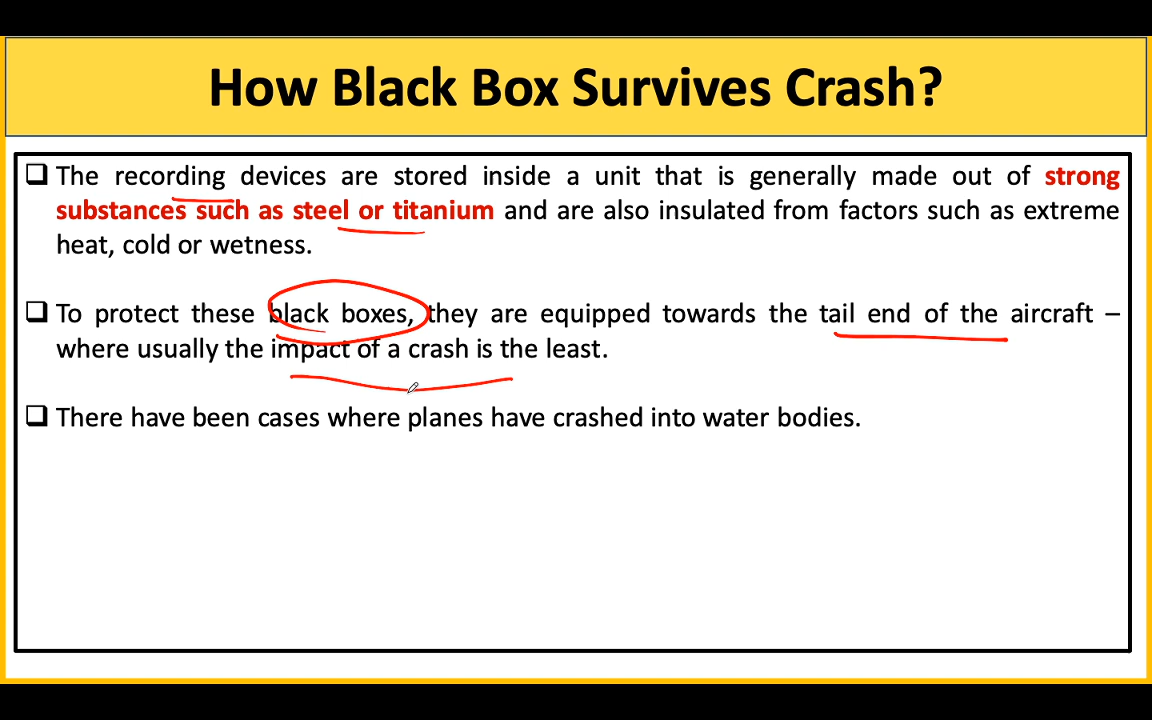 How Black Box Survives Crash?
The recording devices are stored inside a unit that is generally made out of strong
substances such as steel or titanium and are also insulated from factors such as extreme
heat, cold or wetness.
To protect these black boxes, they are equipped towards the tail end of the aircraft –
where usually the impact of a crash is the least.
There have been cases where planes have crashed into water bodies.